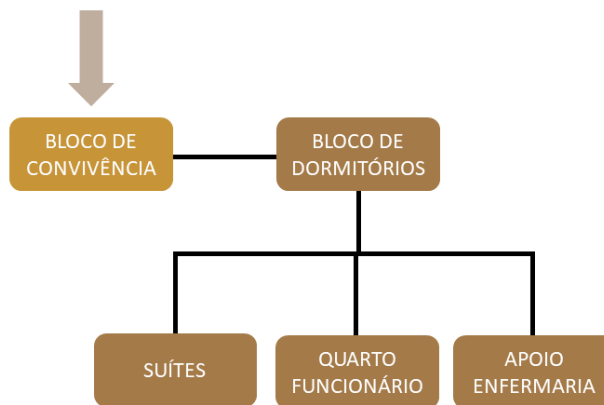 BLOCO DE
CONVIVÊNCIA
BLOCO DE
DORMITÓRIOS
SUÍTES
QUARTO
FUNCIONÁRIO
APOIO
ENFERMARIA